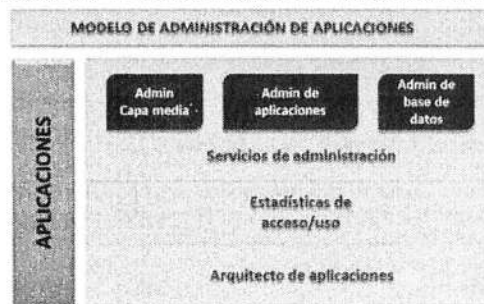 MODELO DE ADMINISTRACIÓN DE APLICACIONES
APLICACIONES
Admin
Capa media
Admin de
aplicaciones
Admin de
base de
datos
Servicios de administración
Estadísticas de
acceso/uso
Arquitecto de aplicaciones